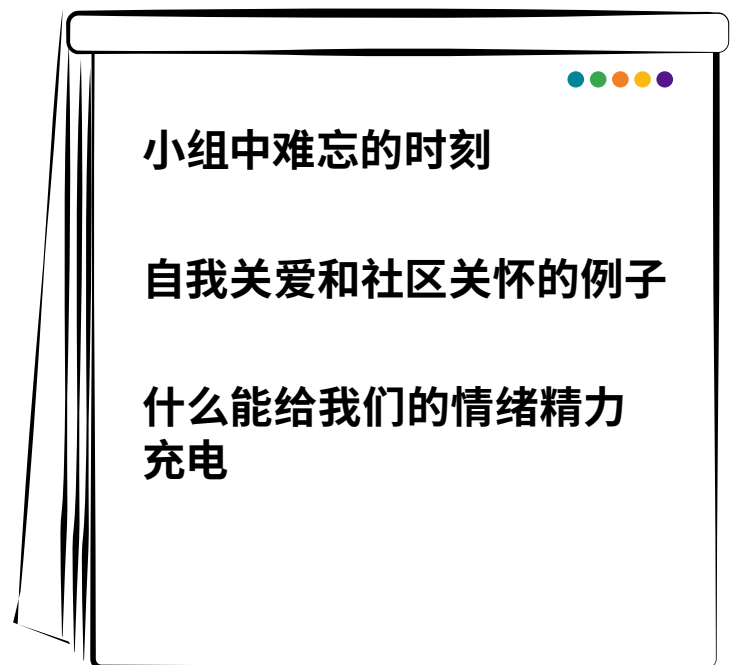 小组中难忘的时刻
自我关爱和社区关怀的例子
什么能给我们的情绪精力
充电